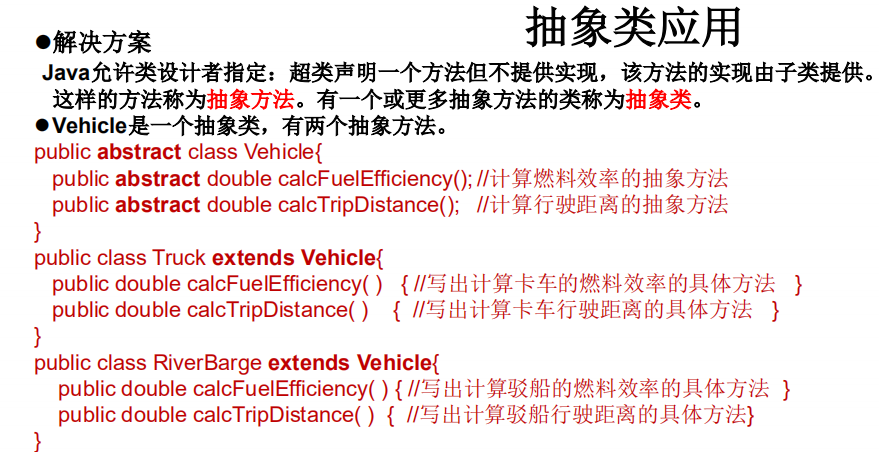 抽象类应用
●解决方案
Java允许类设计者指定：超类声明一个方法但不提供实现，该方法的实现由子类提供。
这样的方法称为抽象方法。有一个或更多抽象方法的类称为抽象类。
●Vehicle是一个抽象类，有两个抽象方法。
public abstract class Vehicle{
public abstract double calcFuelEfficiency(); //计算燃料效率的抽象方法
public abstract double calcTripDistance(); //计算行驶距离的抽象方法
}
public class Truck extends Vehicle{
public double calcFuelEfficiency( ) { //写出计算卡车的燃料效率的具体方法 }
public double calcTripDistance( ) { //写出计算卡车行驶距离的具体方法 }
}
public class RiverBarge extends Vehicle{
public double calcFuelEfficiency( ) { //写出计算驳船的燃料效率的具体方法 }
public double calcTripDistance( ) { //写出计算驳船行驶距离的具体方法}
}